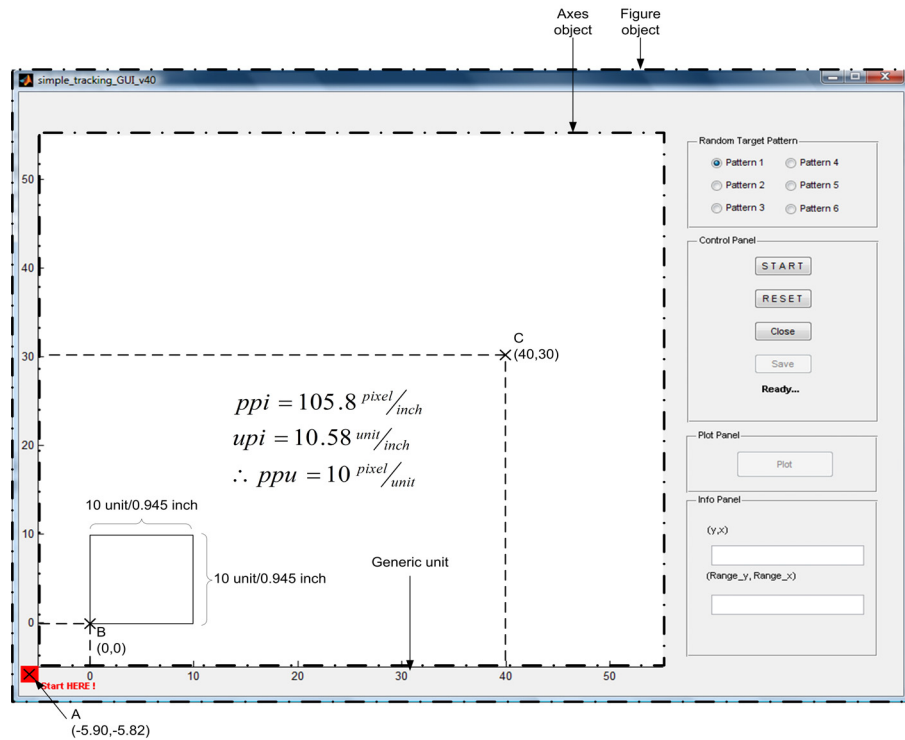 Axes
object
Figure
object
simple_tracking_GUI_v40
50
40
30
20
10
0
C
(40,30)
ppi = 105.8 pixel/inch
upi = 10.58 unit/inch
∴ ppu = 10 pixel/unit
10 unit/0.945 inch
10 unit/0.945 inch
Generic unit
B
(0,0)
0 10 20 30 40 50
Start HERE !
A
(-5.90,-5.82)
Random Target Pattern
Pattern 1 Pattern 4
Pattern 2 Pattern 5
Pattern 3 Pattern 6
Control Panel
S T A R T
R E S E T
Close
Save
Ready...
Plot Panel
Plot
Info Panel
(y,x)
(Range_y, Range_x)